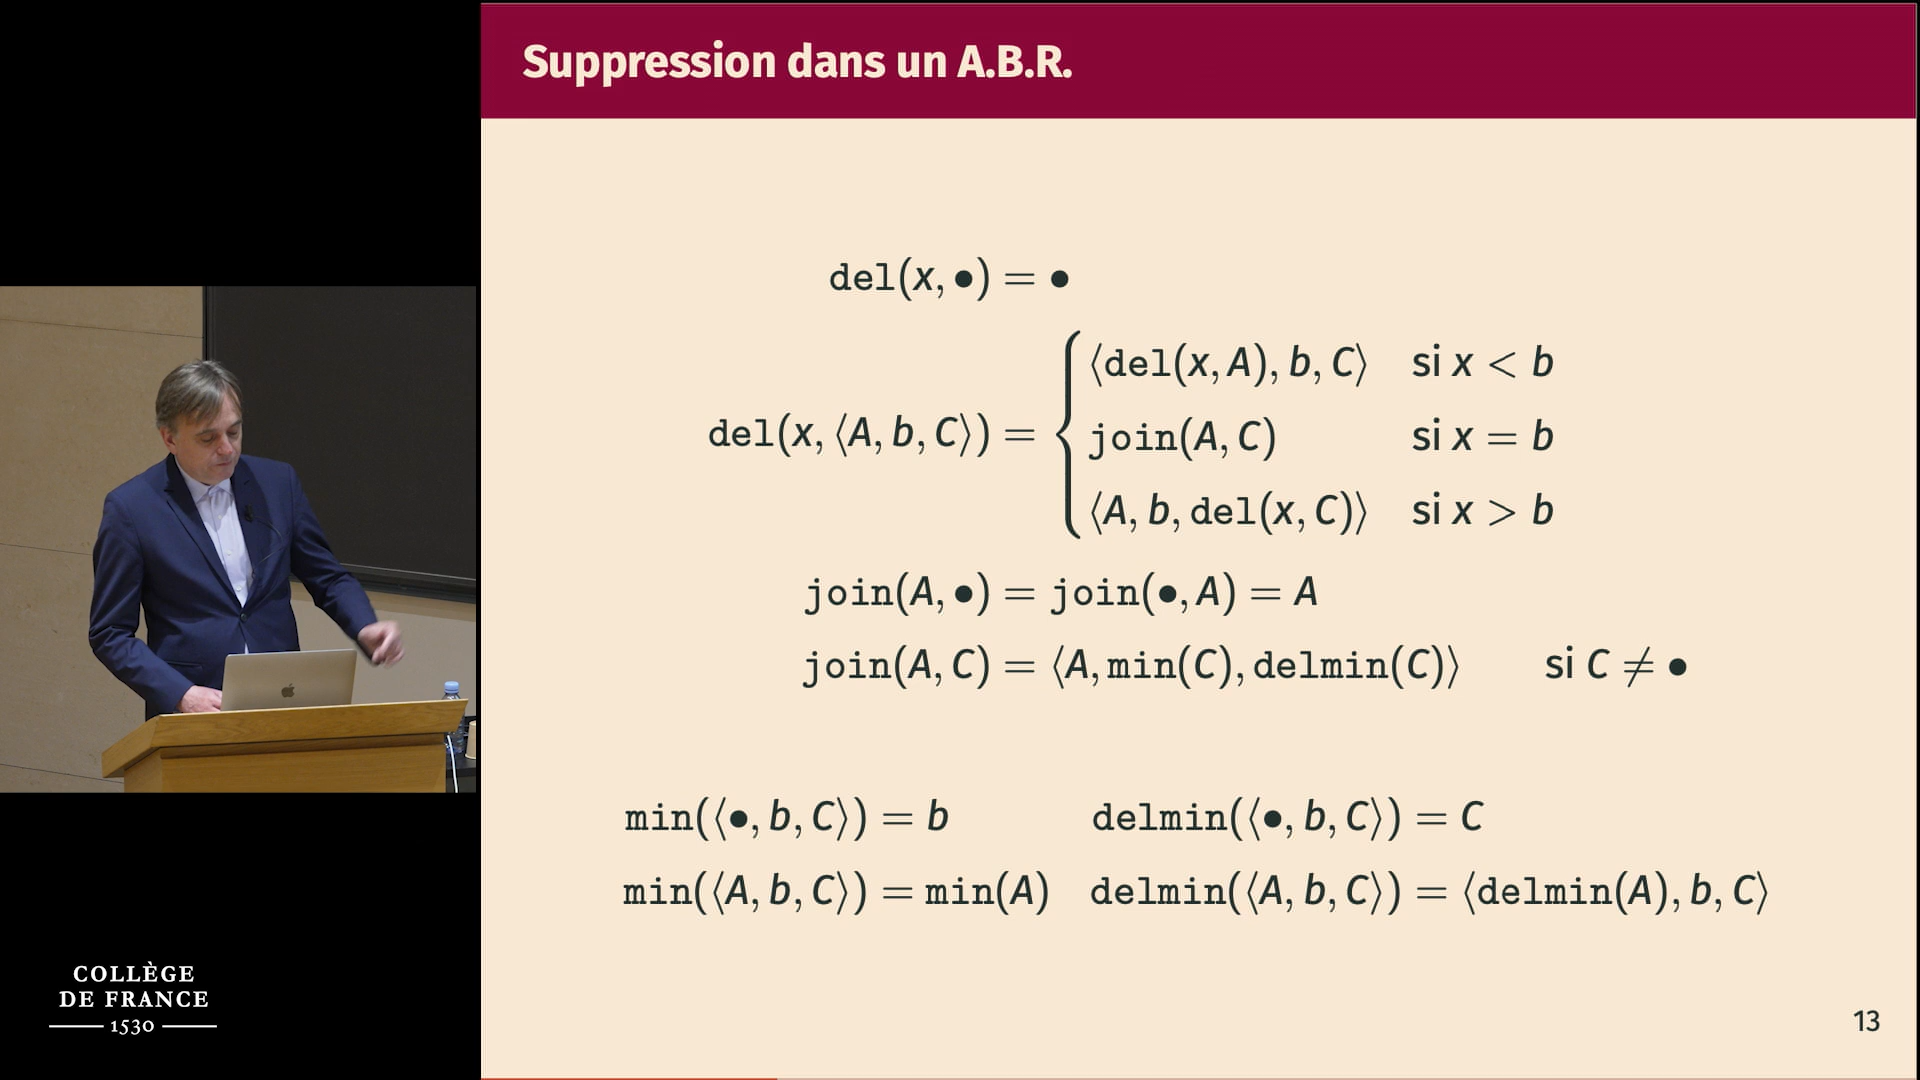 Suppression dans un A.B.R.
del(x, •) = •
del(x, ⟨A, b, C⟩) = { ⟨del(x, A), b, C⟩ si x < b
join(A, C) si x = b
⟨A, b, del(x, C)⟩ si x > b
join(A, •) = join(•, A) = A
join(A, C) = ⟨A, min(C), delmin(C)⟩ si C ≠ •
min(⟨•, b, C⟩) = b delmin(⟨•, b, C⟩) = C
min(⟨A, b, C⟩) = min(A) delmin(⟨A, b, C⟩) = ⟨delmin(A), b, C⟩
13
COLLÈGE
DE FRANCE
1530